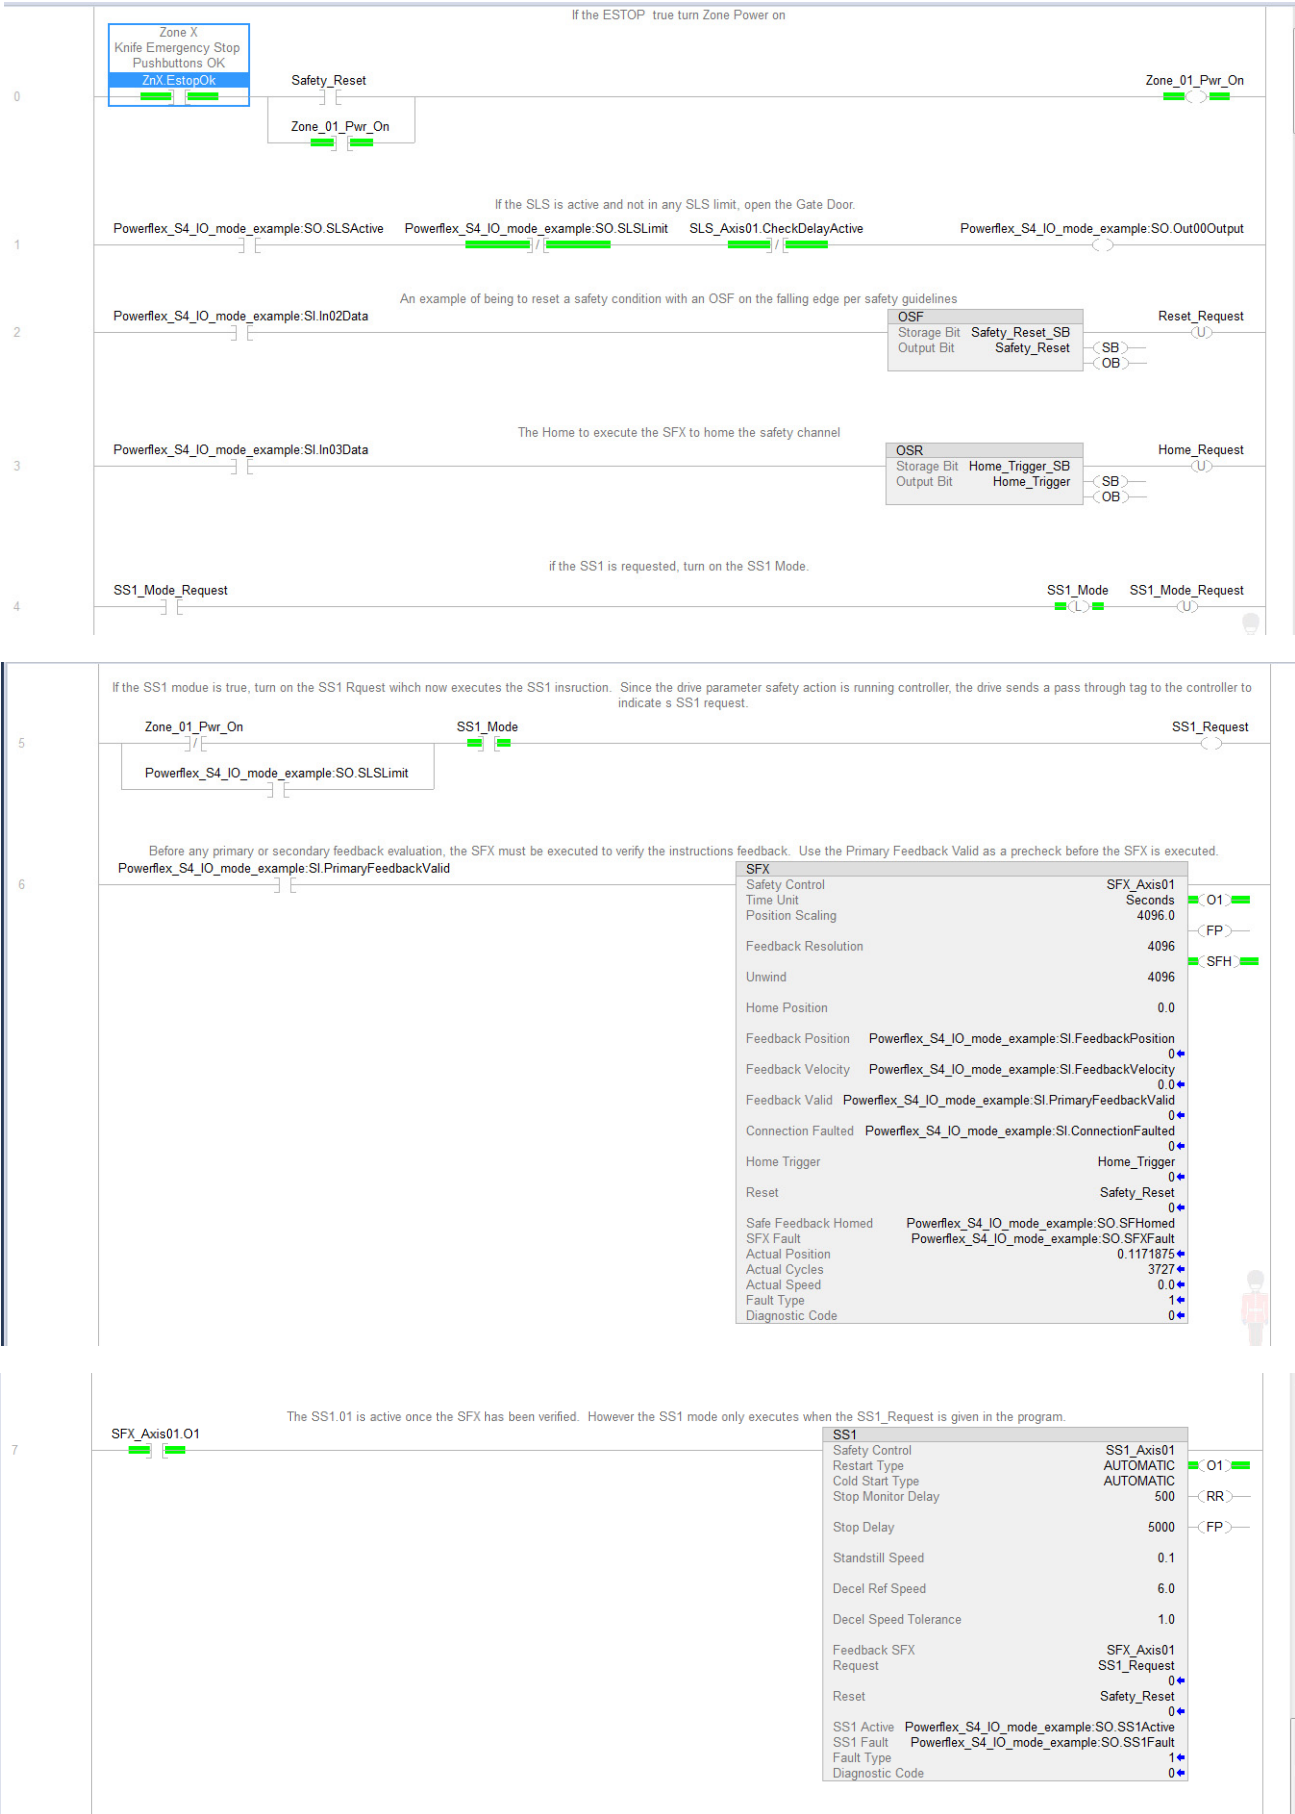 If the ESTOP  true turn Zone Power on
Zone X
Knife Emergency Stop
Pushbuttons OK
ZnX.EstopOk
Safety_Reset
Zone_01_Pwr_On
0
Zone_01_Pwr_On
If the SLS is active and not in any SLS limit, open the Gate Door.
Powerflex_S4_IO_mode_example:SO.SLSActive
Powerflex_S4_IO_mode_example:SO.SLSLimit
SLS_Axis01.CheckDelayActive
Powerflex_S4_IO_mode_example:SO.Out00Output
1
An example of being to reset a safety condition with an OSF on the falling edge per safety guidelines
Powerflex_S4_IO_mode_example:SI.In02Data
OSF
Reset_Request
2
Storage Bit Safety_Reset_SB
U
Output Bit Safety_Reset
SB
OB
The Home to execute the SFX to home the safety channel
Powerflex_S4_IO_mode_example:SI.In03Data
OSR
Home_Request
3
Storage Bit Home_Trigger_SB
U
Output Bit Home_Trigger
SB
OB
if the SS1 is requested, turn on the SS1 Mode.
SS1_Mode_Request
SS1_Mode
SS1_Mode_Request
4
L
U
If the SS1 modue is true, turn on the SS1 Rquest wihch now executes the SS1 insruction.  Since the drive parameter safety action is running controller, the drive sends a pass through tag to the controller to
indicate s SS1 request.
Zone_01_Pwr_On
SS1_Mode
SS1_Request
5
Powerflex_S4_IO_mode_example:SO.SLSLimit
Before any primary or secondary feedback evaluation, the SFX must be executed to verify the instructions feedback.  Use the Primary Feedback Valid as a precheck before the SFX is executed.
Powerflex_S4_IO_mode_example:SI.PrimaryFeedbackValid
SFX
6
Safety Control SFX_Axis01
Time Unit Seconds
O1
Position Scaling 4096.0
FP
Feedback Resolution 4096
SFH
Unwind 4096
Home Position 0.0
Feedback Position Powerflex_S4_IO_mode_example:SI.FeedbackPosition
0
Feedback Velocity Powerflex_S4_IO_mode_example:SI.FeedbackVelocity
0.0
Feedback Valid Powerflex_S4_IO_mode_example:SI.PrimaryFeedbackValid
0
Connection Faulted Powerflex_S4_IO_mode_example:SI.ConnectionFaulted
0
Home Trigger Home_Trigger
0
Reset Safety_Reset
0
Safe Feedback Homed Powerflex_S4_IO_mode_example:SO.SFHomed
SFX Fault Powerflex_S4_IO_mode_example:SO.SFXFault
Actual Position 0.1171875
Actual Cycles 3727
Actual Speed 0.0
Fault Type 1
Diagnostic Code 0
The SS1.01 is active once the SFX has been verified.  However the SS1 mode only executes when the SS1_Request is given in the program.
SFX_Axis01.O1
SS1
7
Safety Control SS1_Axis01
Restart Type AUTOMATIC
O1
Cold Start Type AUTOMATIC
Stop Monitor Delay 500
RR
Stop Delay 5000
FP
Standstill Speed 0.1
Decel Ref Speed 6.0
Decel Speed Tolerance 1.0
Feedback SFX SFX_Axis01
Request SS1_Request
0
Reset Safety_Reset
0
SS1 Active Powerflex_S4_IO_mode_example:SO.SS1Active
SS1 Fault Powerflex_S4_IO_mode_example:SO.SS1Fault
Fault Type 1
Diagnostic Code 0